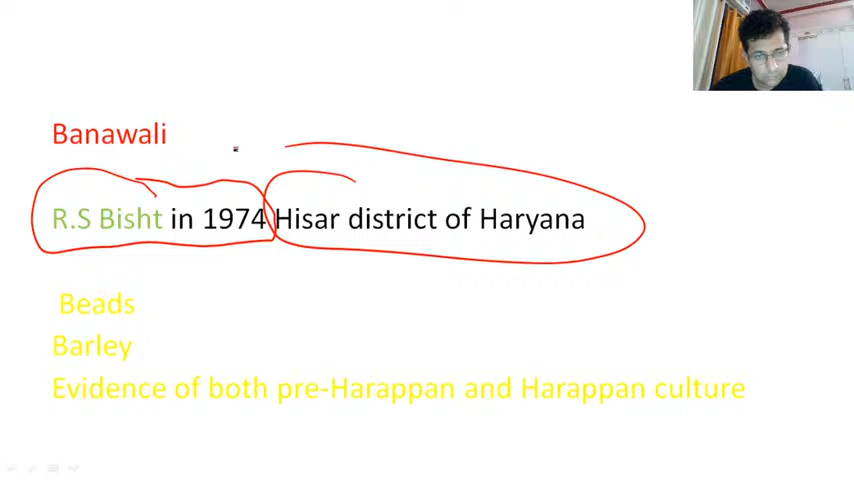 Banawali
R.S Bisht in 1974 Hisar district of Haryana
Beads
Barley
Evidence of both pre-Harappan and Harappan culture